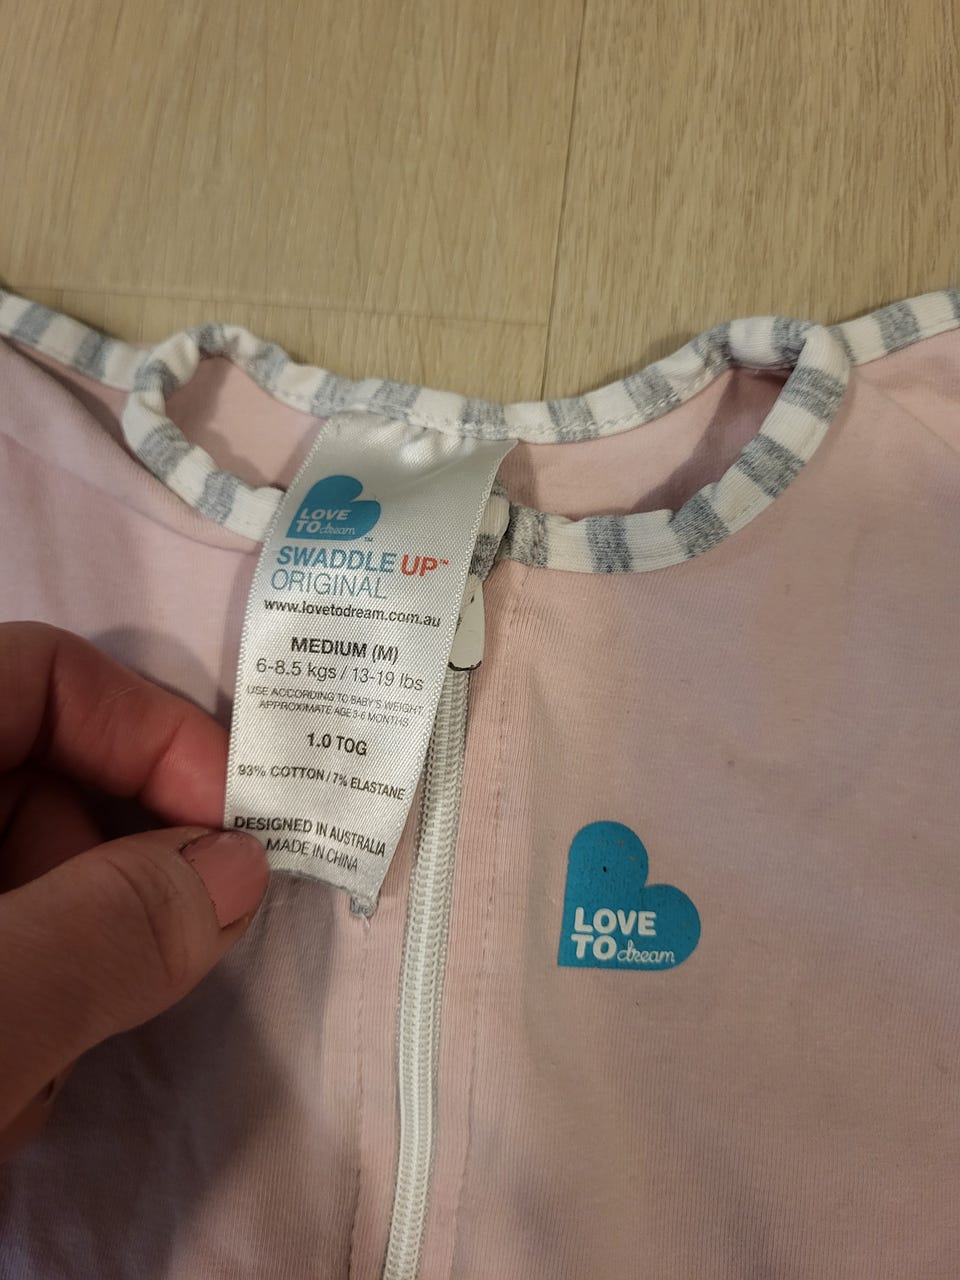 LOVE
TO dream™
SWADDLE UP™
ORIGINAL
www.lovetodream.com.au
MEDIUM (M)
6-8.5 kgs / 13-19 lbs
USE ACCORDING TO BABY'S WEIGHT
APPROXIMATE AGE 3-6 MONTHS
1.0 TOG
93% COTTON / 7% ELASTANE
DESIGNED IN AUSTRALIA
MADE IN CHINA
LOVE
TO dream